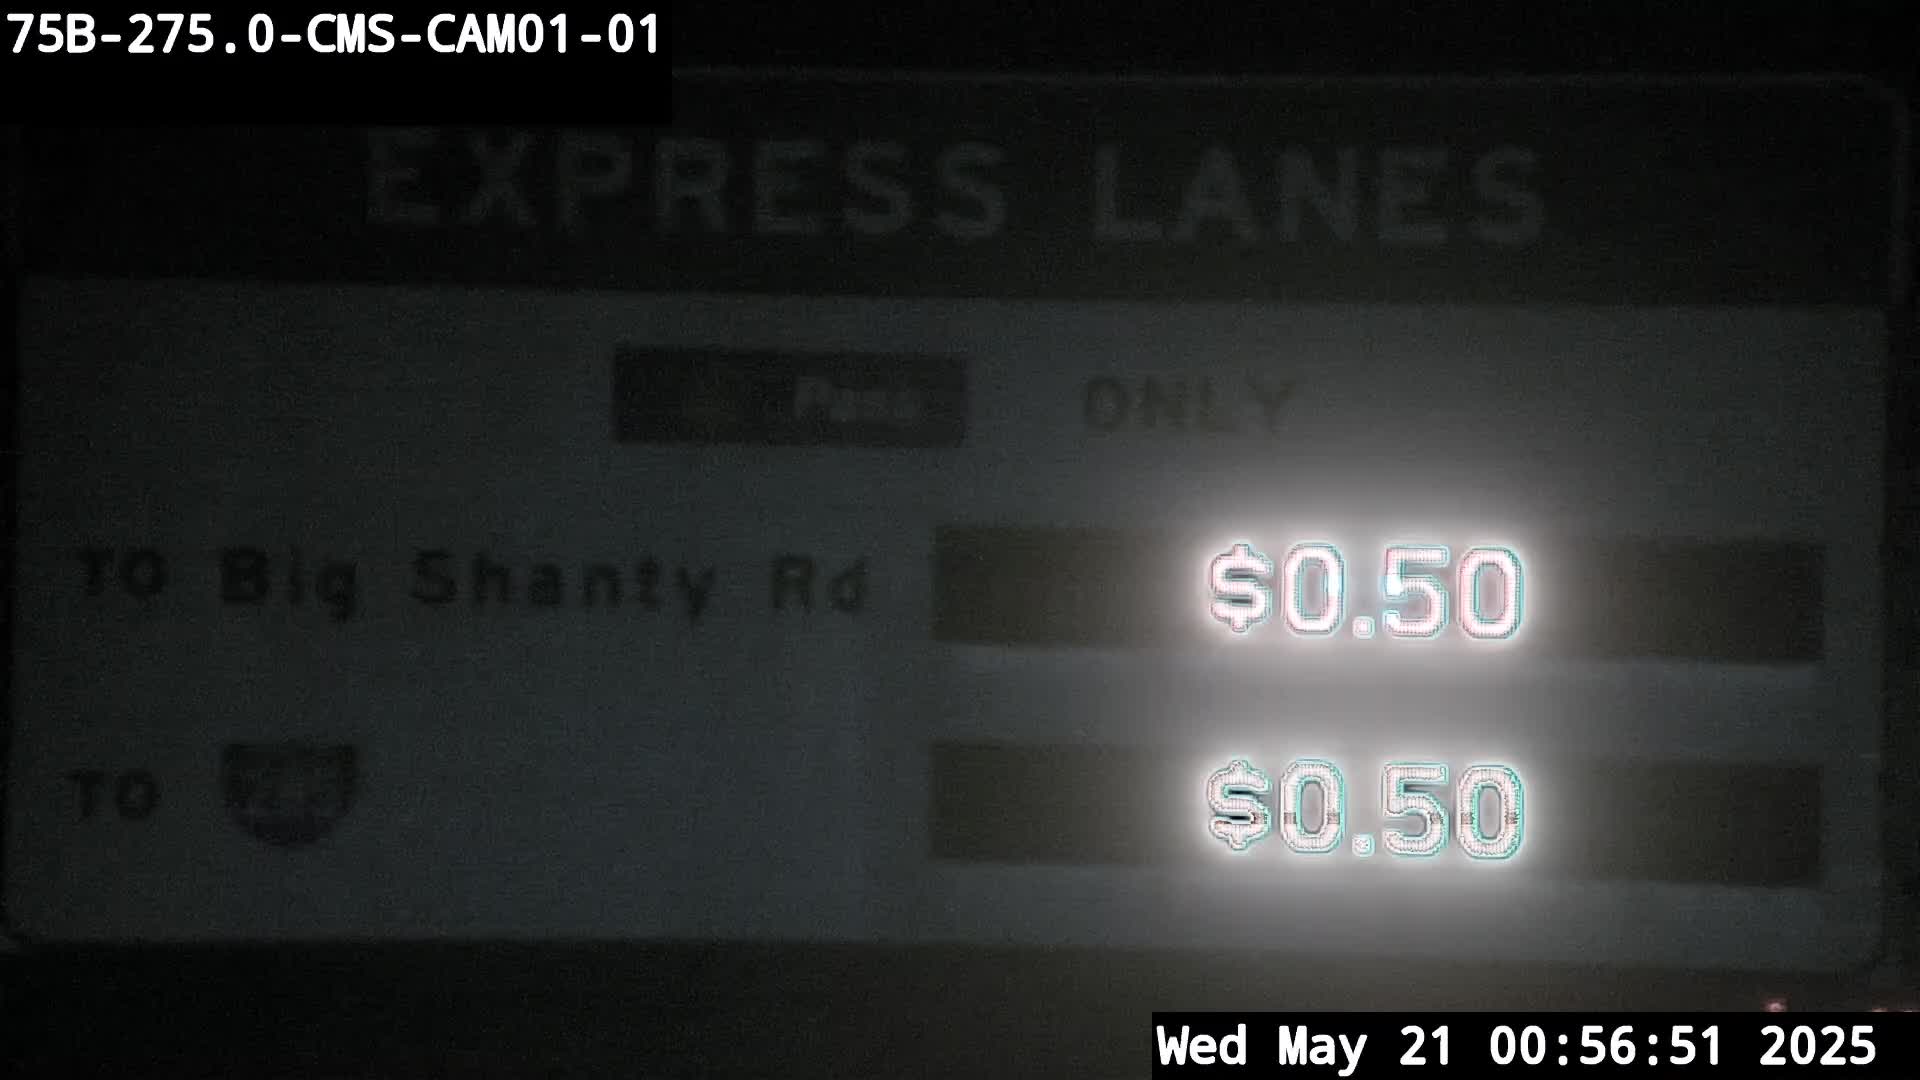 75B-275.0-CMS-CAM01-01
EXPRESS LANES
Pass ONLY
TO Big Shanty Rd $0.50
TO $0.50
Wed May 21 00:56:51 2025